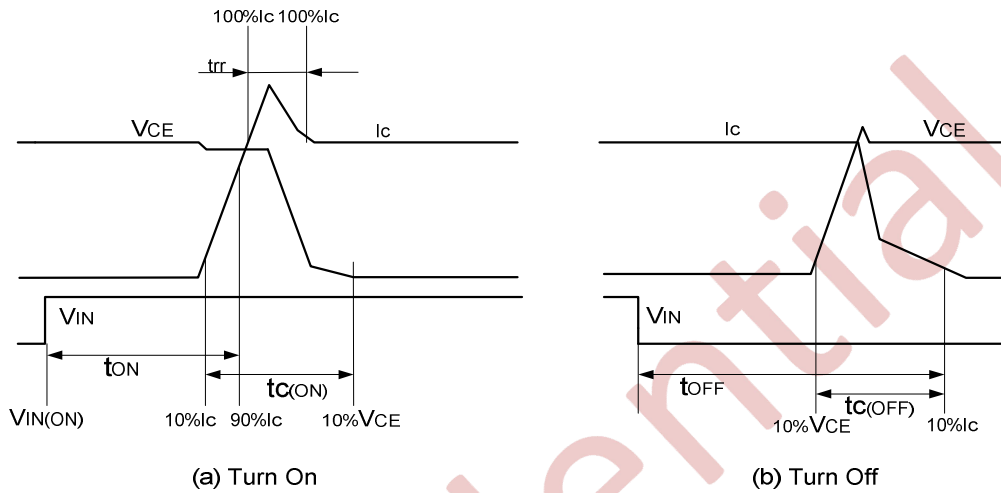 100%Ic 100%Ic
trr
VCE
Ic
VIN
tON
tC(ON)
VIN(ON)
10%Ic 90%Ic 10%VCE
(a) Turn On
Ic
VCE
VIN
tOFF
tC(OFF)
10%VCE
10%Ic
(b) Turn Off